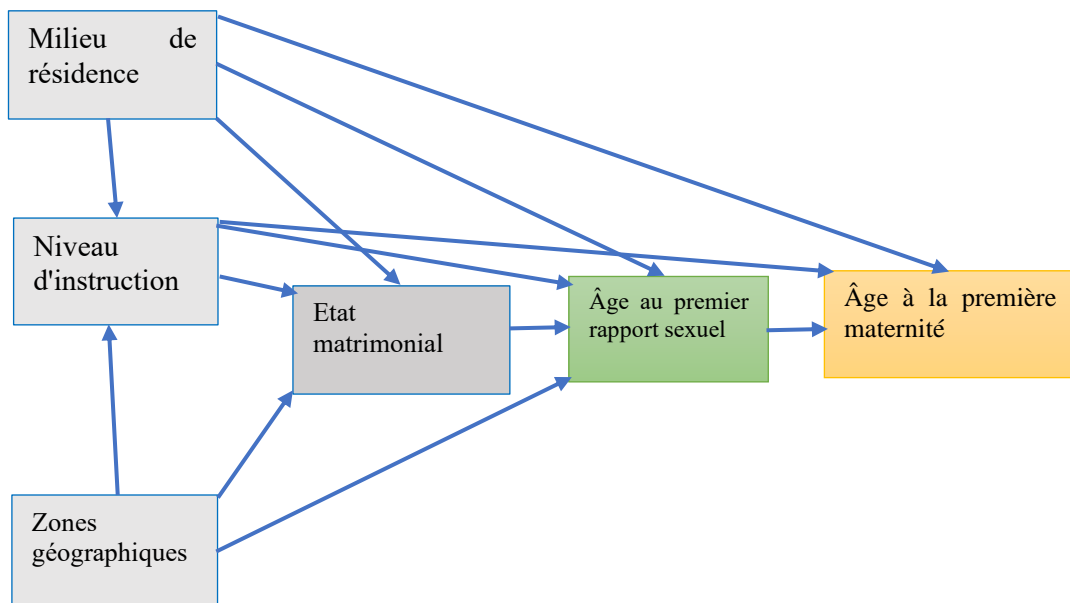 Milieu de
résidence
Niveau
d'instruction
Etat
matrimonial
Âge au premier
rapport sexuel
Âge à la première
maternité
Zones
géographiques